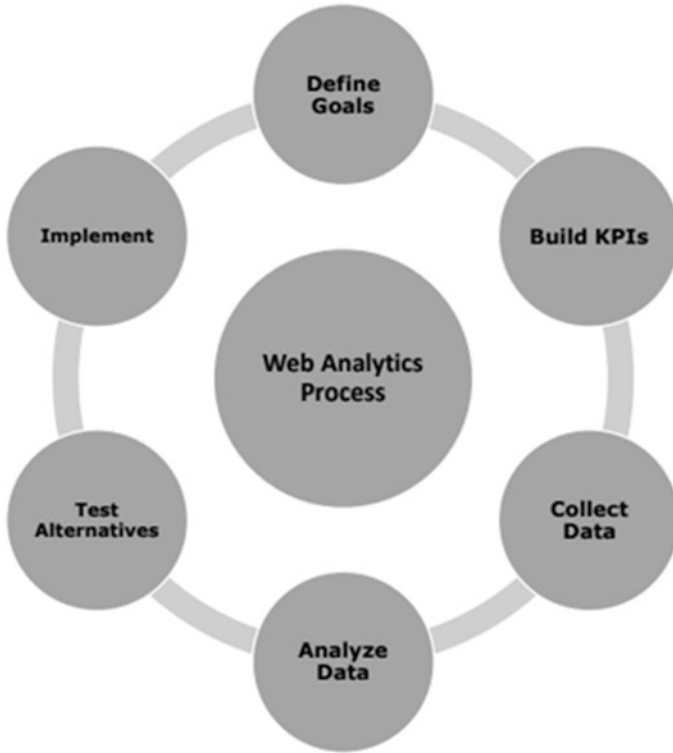 Define
Goals
Build KPIs
Collect
Data
Analyze
Data
Test
Alternatives
Implement
Web Analytics
Process